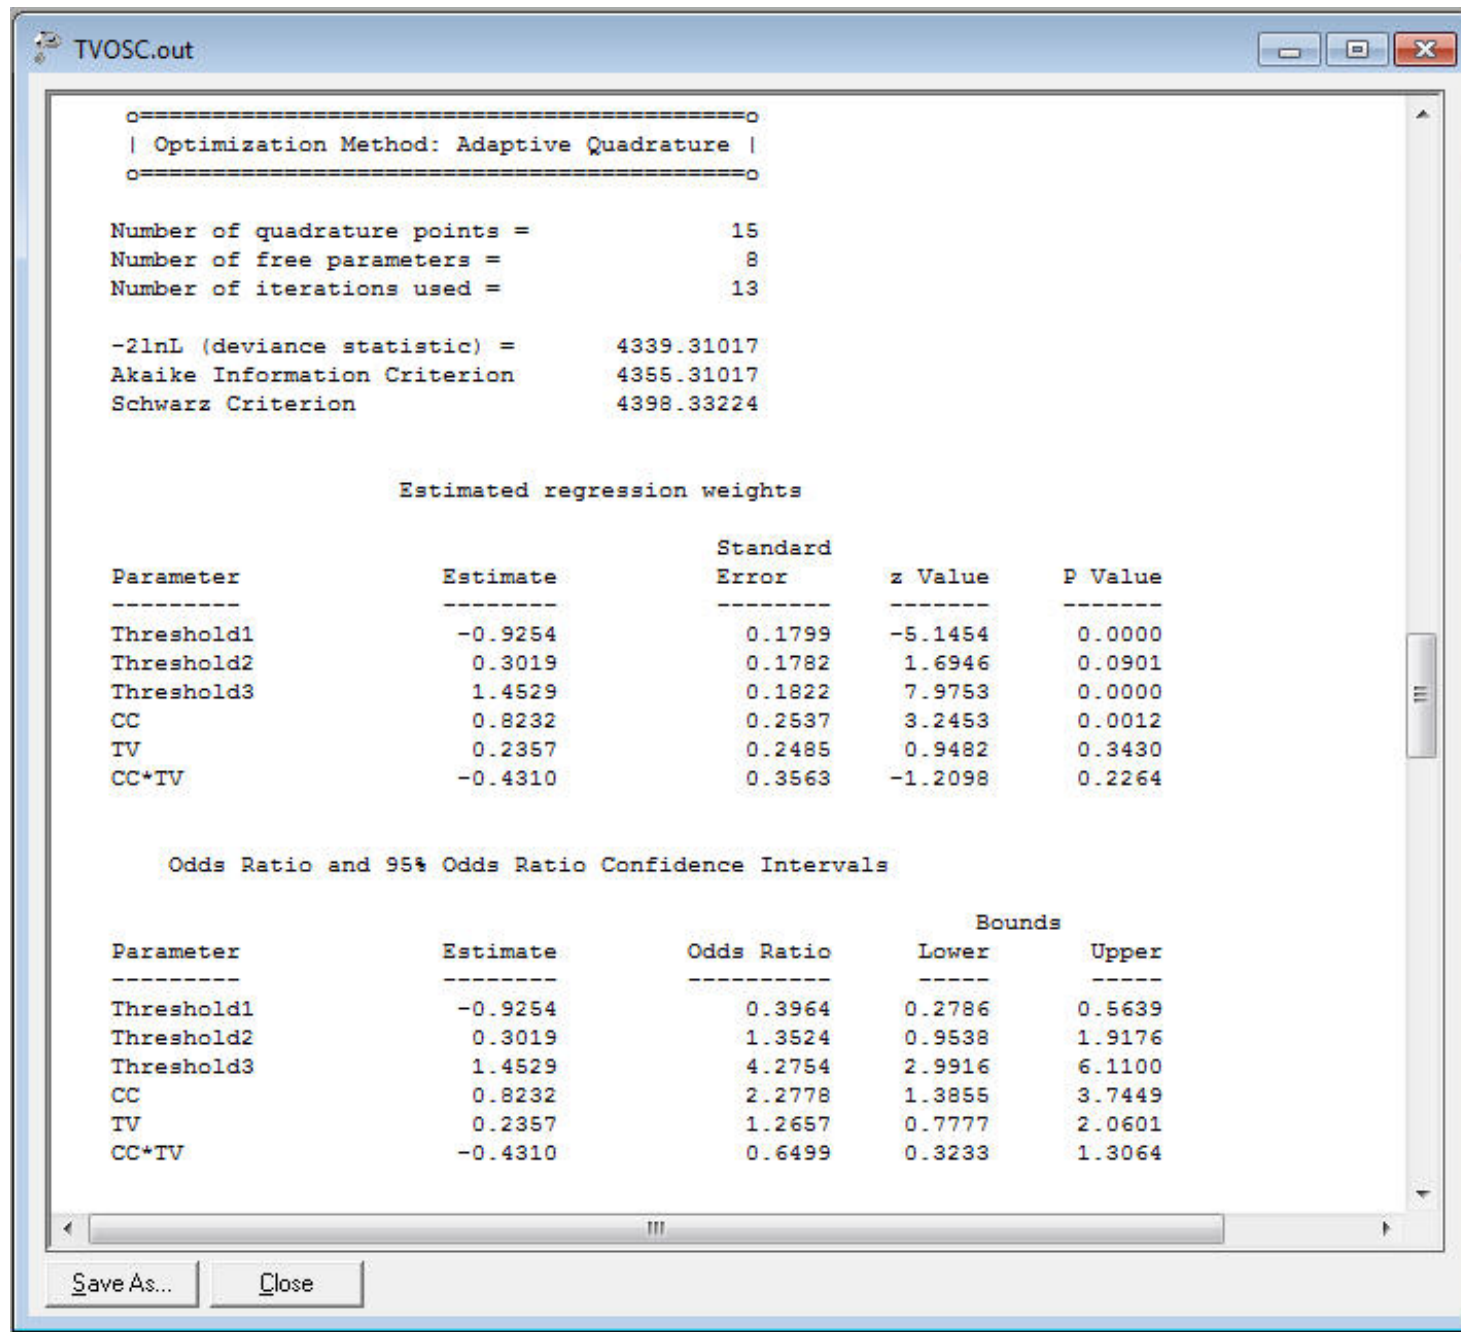 TVOSC.out
o==========================================o
| Optimization Method: Adaptive Quadrature |
o==========================================o
Number of quadrature points = 15
Number of free parameters = 8
Number of iterations used = 13
-2lnL (deviance statistic) = 4339.31017
Akaike Information Criterion 4355.31017
Schwarz Criterion 4398.33224
Estimated regression weights
Standard
Parameter Estimate Error z Value P Value
--------- -------- -------- ------- -------
Threshold1 -0.9254 0.1799 -5.1454 0.0000
Threshold2 0.3019 0.1782 1.6946 0.0901
Threshold3 1.4529 0.1822 7.9753 0.0000
CC 0.8232 0.2537 3.2453 0.0012
TV 0.2357 0.2485 0.9482 0.3430
CC*TV -0.4310 0.3563 -1.2098 0.2264
Odds Ratio and 95% Odds Ratio Confidence Intervals
Bounds
Parameter Estimate Odds Ratio Lower Upper
--------- -------- ---------- ----- -----
Threshold1 -0.9254 0.3964 0.2786 0.5639
Threshold2 0.3019 1.3524 0.9538 1.9176
Threshold3 1.4529 4.2754 2.9916 6.1100
CC 0.8232 2.2778 1.3855 3.7449
TV 0.2357 1.2657 0.7777 2.0601
CC*TV -0.4310 0.6499 0.3233 1.3064
Save As... Close